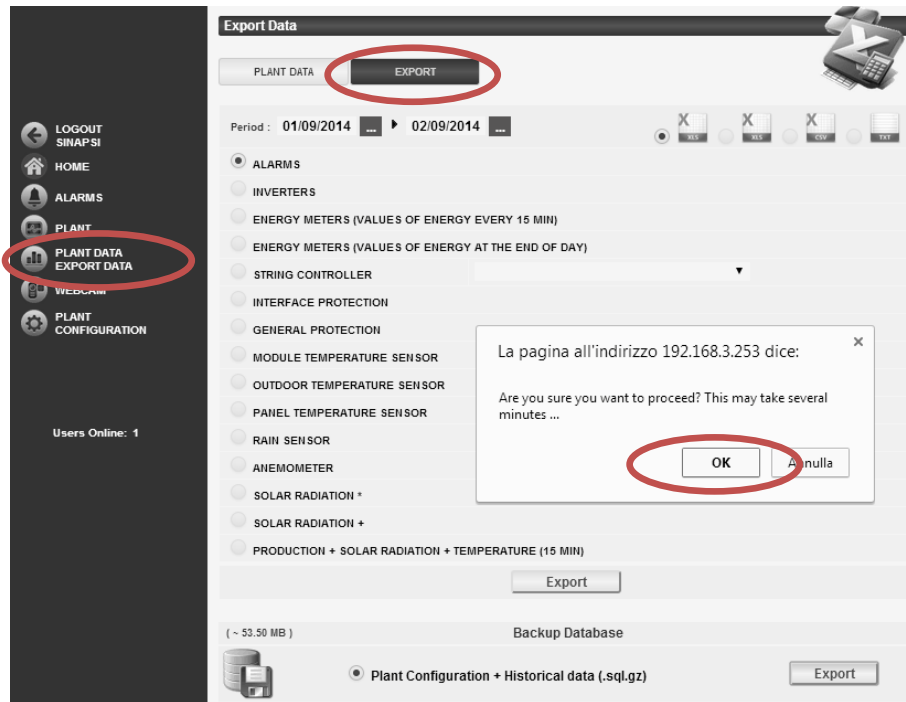 Export Data
PLANT DATA
EXPORT
Period : 01/09/2014 ... 02/09/2014 ...
X XLS
X XLS
X CSV
TXT
LOGOUT
SINAPSI
HOME
ALARMS
PLANT
PLANT DATA
EXPORT DATA
WEBCAM
PLANT
CONFIGURATION
Users Online: 1
ALARMS
INVERTERS
ENERGY METERS (VALUES OF ENERGY EVERY 15 MIN)
ENERGY METERS (VALUES OF ENERGY AT THE END OF DAY)
STRING CONTROLLER
INTERFACE PROTECTION
GENERAL PROTECTION
MODULE TEMPERATURE SENSOR
OUTDOOR TEMPERATURE SENSOR
PANEL TEMPERATURE SENSOR
RAIN SENSOR
ANEMOMETER
SOLAR RADIATION *
SOLAR RADIATION +
PRODUCTION + SOLAR RADIATION + TEMPERATURE (15 MIN)
La pagina all'indirizzo 192.168.3.253 dice:
Are you sure you want to proceed? This may take several
minutes ...
OK
Annulla
Export
( ~ 53.50 MB )
Backup Database
Plant Configuration + Historical data (.sql.gz)
Export